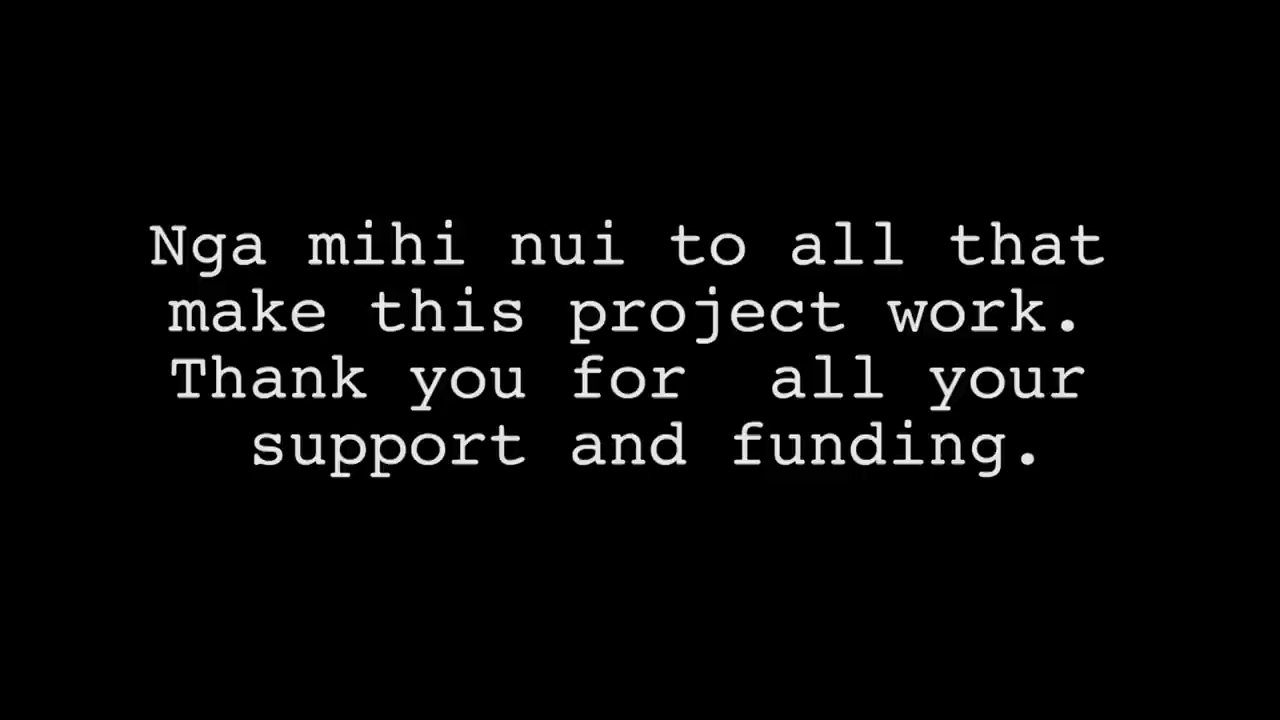 Nga mihi nui to all that
make this project work.
Thank you for  all your
support and funding.